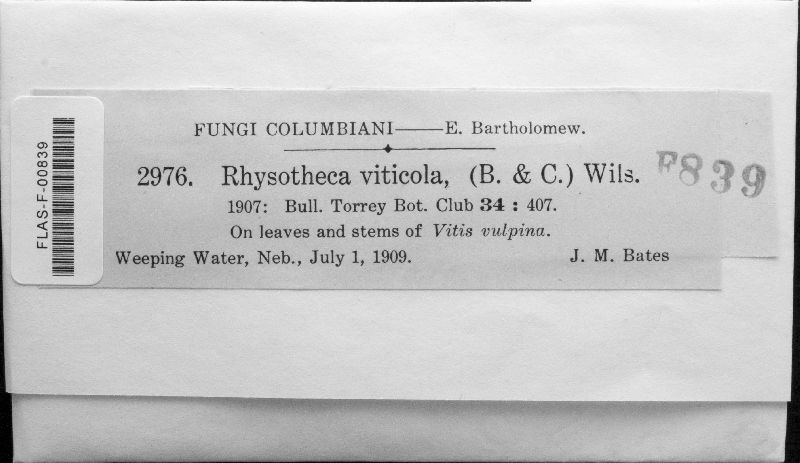 FUNGI COLUMBIANI——E. Bartholomew.
2976. Rhysotheca viticola, (B. & C.) Wils.
1907: Bull. Torrey Bot. Club 34 : 407.
On leaves and stems of Vitis vulpina.
Weeping Water, Neb., July 1, 1909. J. M. Bates
F839
FLAS-F-00839